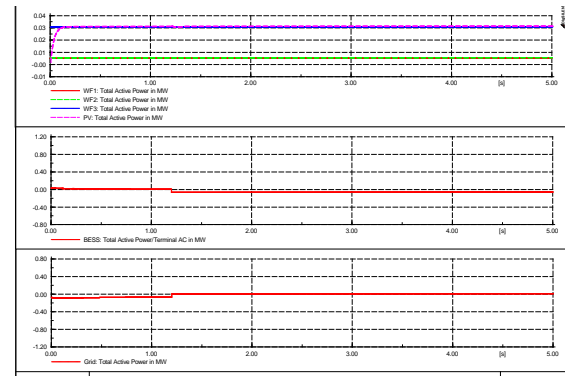 0.04
0.03
0.02
0.01
-0.00
-0.01
0.00 1.00 2.00 3.00 4.00 [s] 5.00
WF1: Total Active Power in MW
WF2: Total Active Power in MW
WF3: Total Active Power in MW
PV: Total Active Power in MW
1.20
0.80
0.40
0.00
-0.40
-0.80
0.00 1.00 2.00 3.00 4.00 [s] 5.00
BESS: Total Active Power/Terminal AC in MW
0.80
0.40
0.00
-0.40
-0.80
-1.20
0.00 1.00 2.00 3.00 4.00 [s] 5.00
Grid: Total Active Power in MW